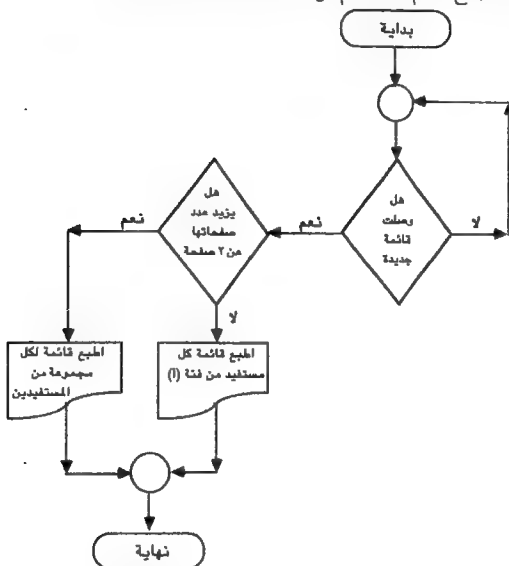 بداية
هل
وصلت
قائمة
جديدة
لا
نعم
هل
يزيد عدد
صفحاتها
من ٢ صفحة
نعم
لا
اطبع قائمة كل
مستفيد من فئة (أ)
اطبع قائمة لكل
مجموعة من
المستفيدين
نهاية